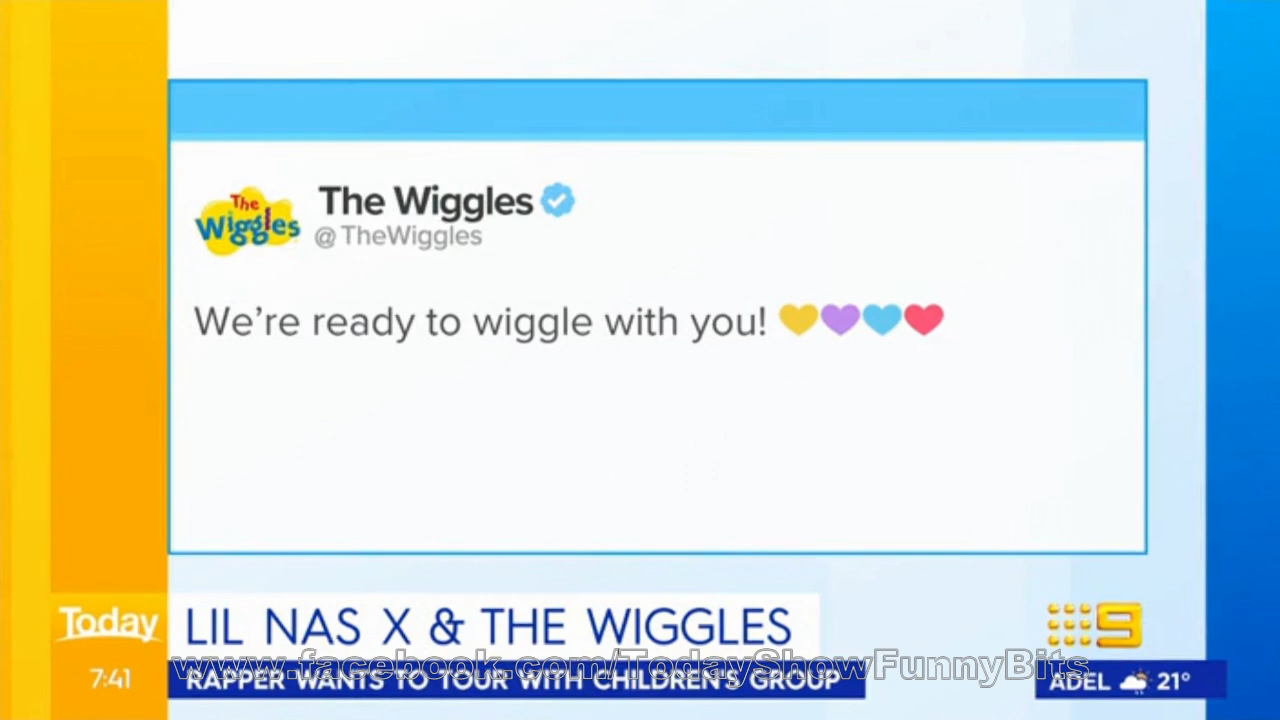 The
Wiggles
The Wiggles
@TheWiggles
We're ready to wiggle with you! 💛💜🩵❤️
Today
LIL NAS X & THE WIGGLES
9
www.facebook.com/TodayShowFunnyBits
7:41
RAPPER WANTS TO TOUR WITH CHILDREN'S GROUP
ADEL 21°